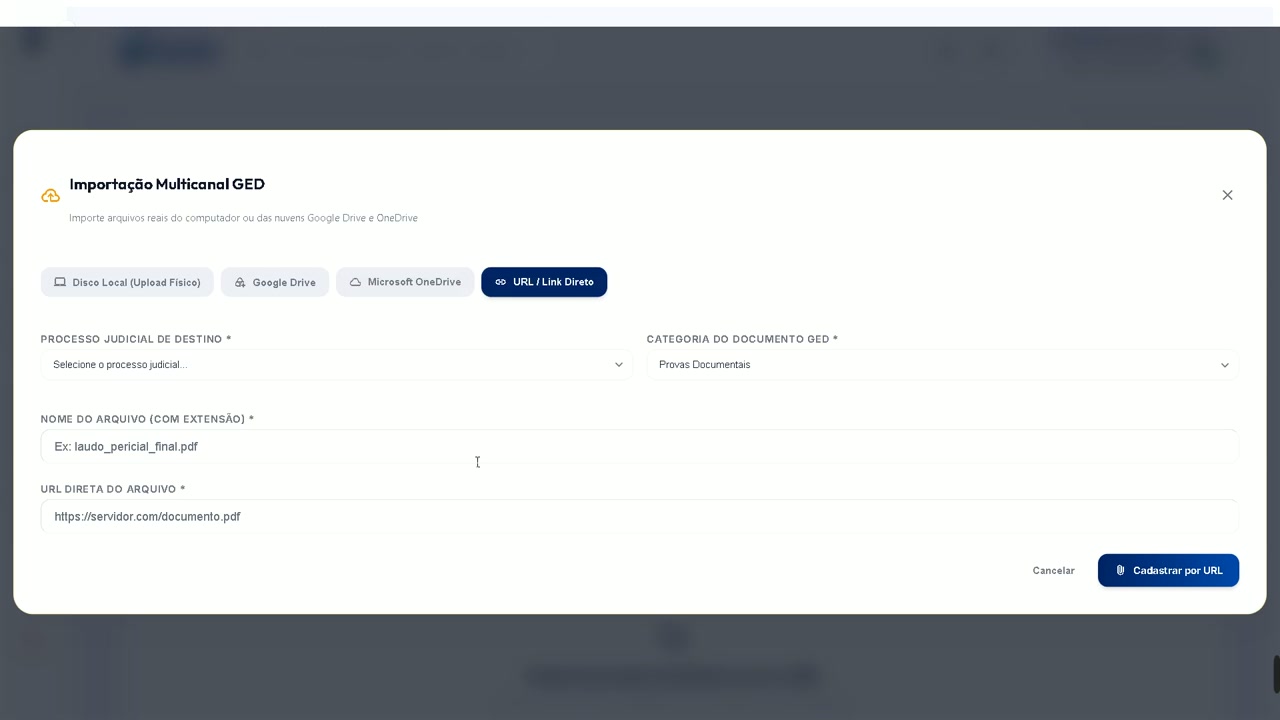 Importação Multicanal GED
Importe arquivos reais do computador ou das nuvens Google Drive e OneDrive
Disco Local (Upload Físico)
Google Drive
Microsoft OneDrive
URL / Link Direto
PROCESSO JUDICIAL DE DESTINO *
CATEGORIA DO DOCUMENTO GED *
Selecione o processo judicial...
Provas Documentais
NOME DO ARQUIVO (COM EXTENSÃO) *
Ex: laudo_pericial_final.pdf
URL DIRETA DO ARQUIVO *
https://servidor.com/documento.pdf
Cancelar
Cadastrar por URL